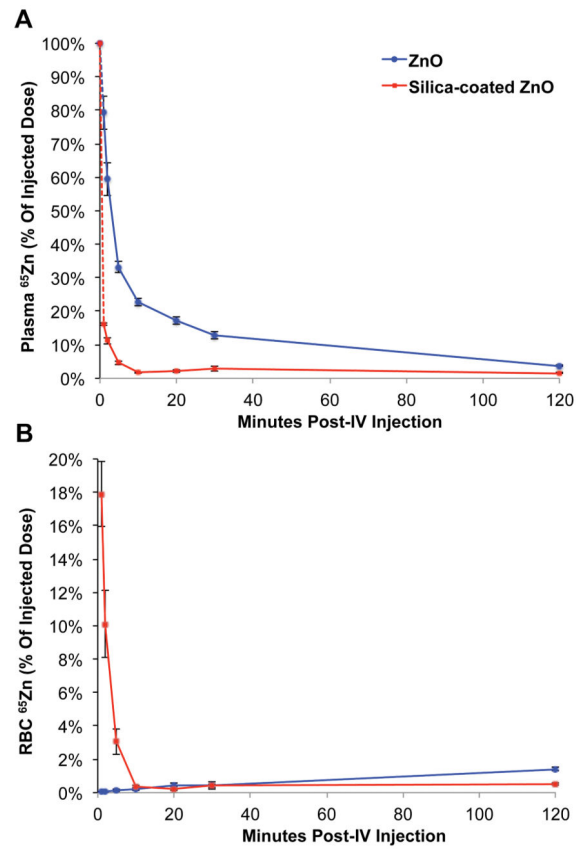 A
100%
90%
80%
70%
60%
50%
40%
30%
20%
10%
0%
Plasma ⁶⁵Zn (% Of Injected Dose)
ZnO
Silica-coated ZnO
0 20 40 60 80 100 120
Minutes Post-IV Injection
B
20%
18%
16%
14%
12%
10%
8%
6%
4%
2%
0%
RBC ⁶⁵Zn (% Of Injected Dose)
0 20 40 60 80 100 120
Minutes Post-IV Injection